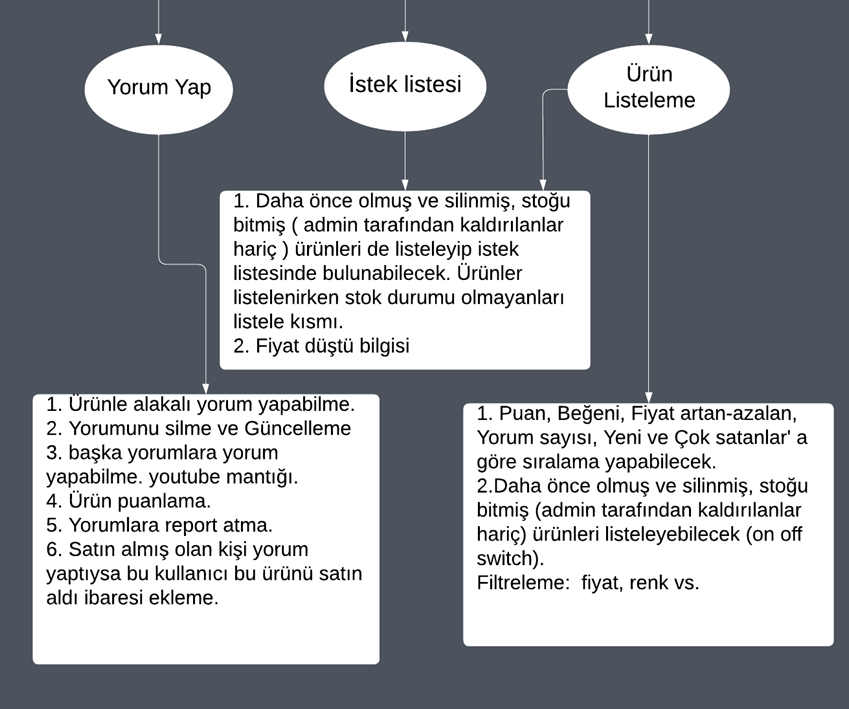 Yorum Yap
İstek listesi
Ürün
Listeleme
1. Daha önce olmuş ve silinmiş, stoğu
bitmiş ( admin tarafından kaldırılanlar
hariç ) ürünleri de listeleyip istek
listesinde bulunabilecek. Ürünler
listelenirken stok durumu olmayanları
listele kısmı.
2. Fiyat düştü bilgisi
1. Ürünle alakalı yorum yapabilme.
2. Yorumunu silme ve Güncelleme
3. başka yorumlara yorum
yapabilme. youtube mantığı.
4. Ürün puanlama.
5. Yorumlara report atma.
6. Satın almış olan kişi yorum
yaptıysa bu kullanıcı bu ürünü satın
aldı ibaresi ekleme.
1. Puan, Beğeni, Fiyat artan-azalan,
Yorum sayısı, Yeni ve Çok satanlar' a
göre sıralama yapabilecek.
2.Daha önce olmuş ve silinmiş, stoğu
bitmiş (admin tarafından kaldırılanlar
hariç) ürünleri listeleyebilecek (on off
switch).
Filtreleme:  fiyat, renk vs.